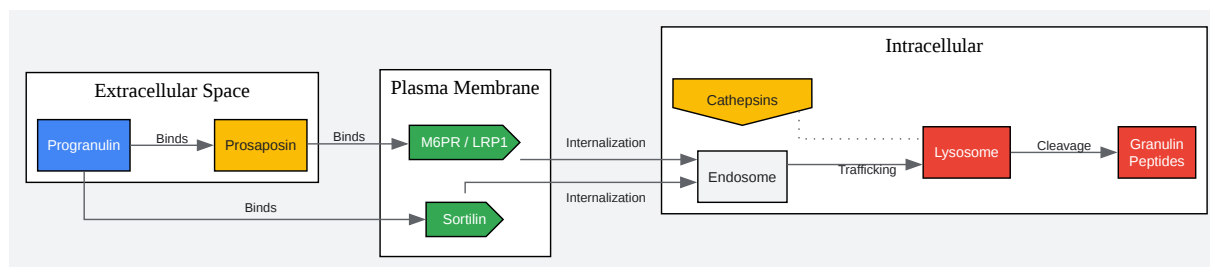 Extracellular Space
Progranulin
Binds
Prosaposin
Binds
Binds
Plasma Membrane
M6PR / LRP1
Sortilin
Internalization
Internalization
Intracellular
Cathepsins
Endosome
Trafficking
Lysosome
Cleavage
Granulin
Peptides